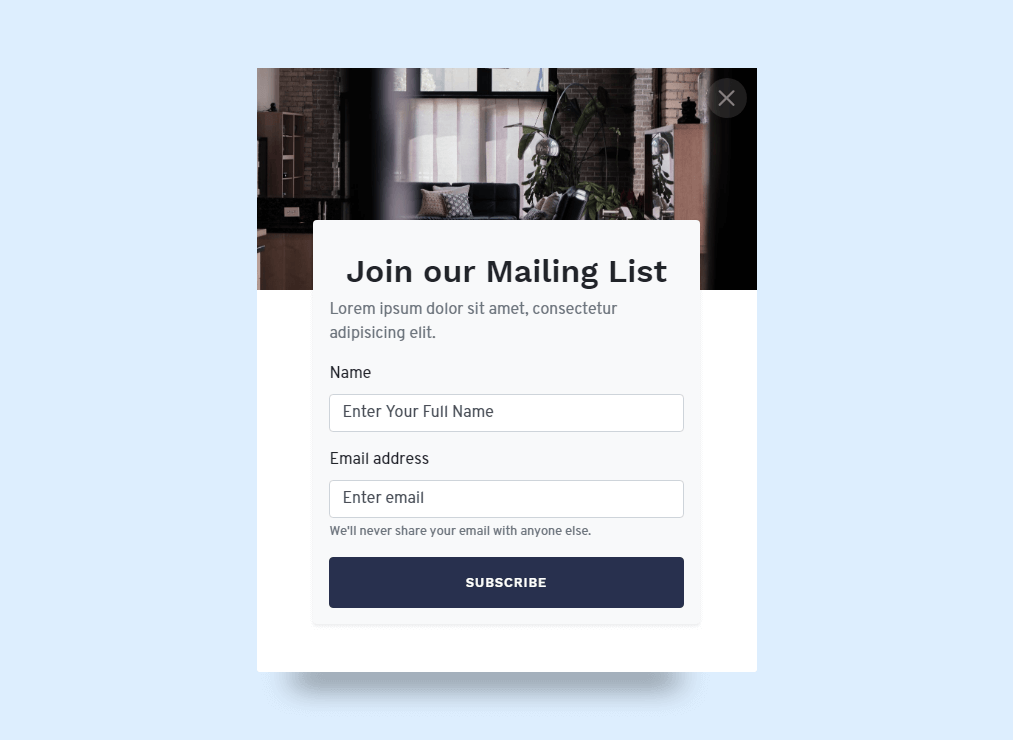 Join our Mailing List
Lorem ipsum dolor sit amet, consectetur
adipisicing elit.
Name
Enter Your Full Name
Email address
Enter email
We'll never share your email with anyone else.
SUBSCRIBE